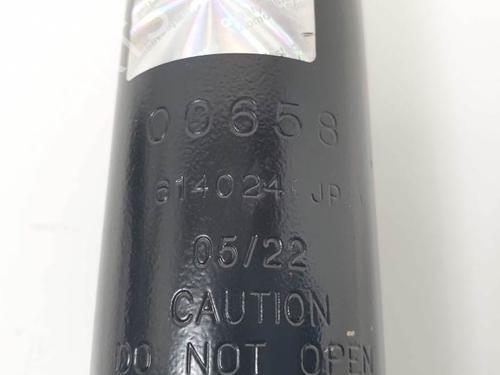 00658
05/22
CAUTION
DO NOT OPEN